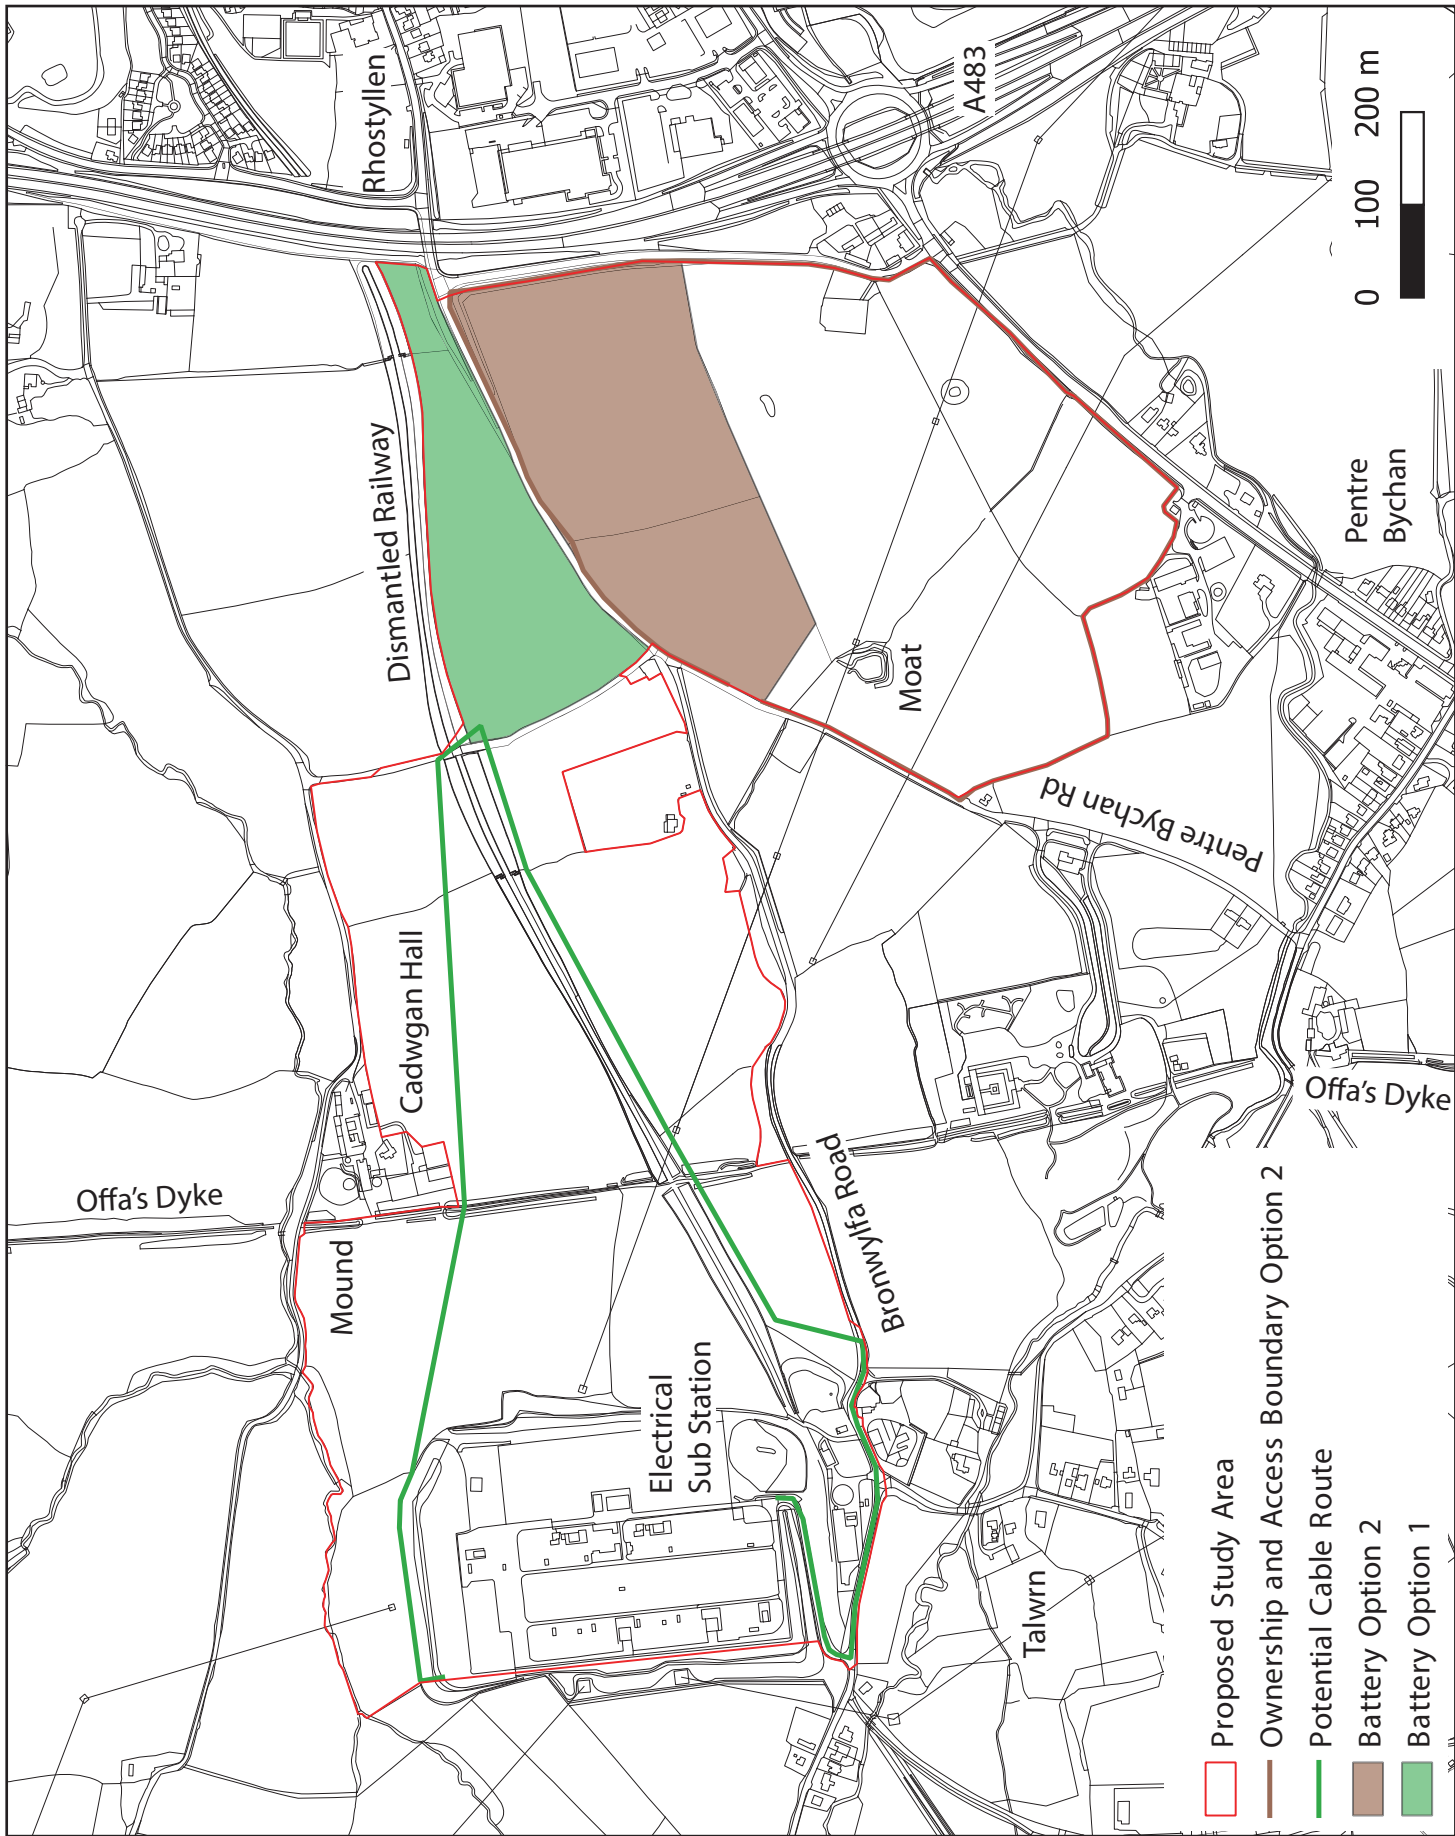 Rhostyllen
A483
Dismantled Railway
Cadwgan Hall
Offa's Dyke
Mound
Moat
Pentre Bychan Rd
Pentre
Bychan
Bronwylfa Road
Electrical
Sub Station
Talwrn
Offa's Dyke
0 100 200 m
Proposed Study Area
Ownership and Access Boundary Option 2
Potential Cable Route
Battery Option 2
Battery Option 1